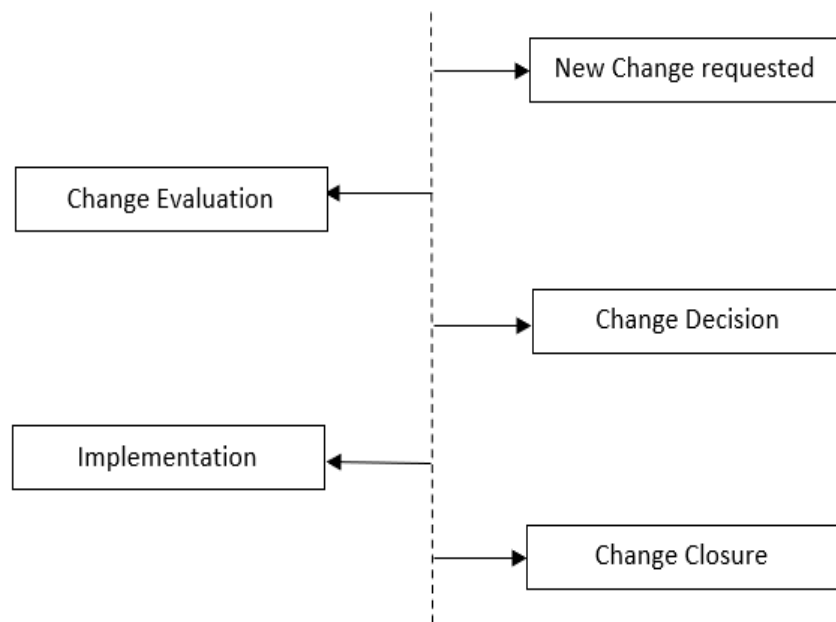 New Change requested
Change Evaluation
Change Decision
Implementation
Change Closure